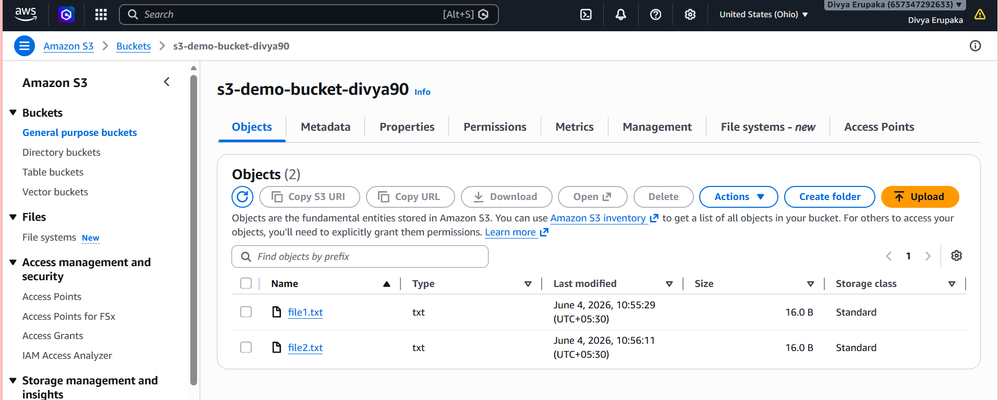 aws
Search [Alt+S]
United States (Ohio)
Divya Erupaka (657347292633)
Divya Erupaka
Amazon S3 > Buckets > s3-demo-bucket-divya90
Amazon S3
Buckets
General purpose buckets
Directory buckets
Table buckets
Vector buckets
Files
File systems New
Access management and
security
Access Points
Access Points for FSx
Access Grants
IAM Access Analyzer
Storage management and
insights
s3-demo-bucket-divya90 Info
Objects Metadata Properties Permissions Metrics Management File systems - new Access Points
Objects (2)
Copy S3 URI Copy URL Download Open Delete Actions Create folder Upload
Objects are the fundamental entities stored in Amazon S3. You can use Amazon S3 inventory to get a list of all objects in your bucket. For others to access your
objects, you'll need to explicitly grant them permissions. Learn more
Find objects by prefix
1
Name Type Last modified Size Storage class
file1.txt txt June 4, 2026, 10:55:29 (UTC+05:30) 16.0 B Standard
file2.txt txt June 4, 2026, 10:56:11 (UTC+05:30) 16.0 B Standard